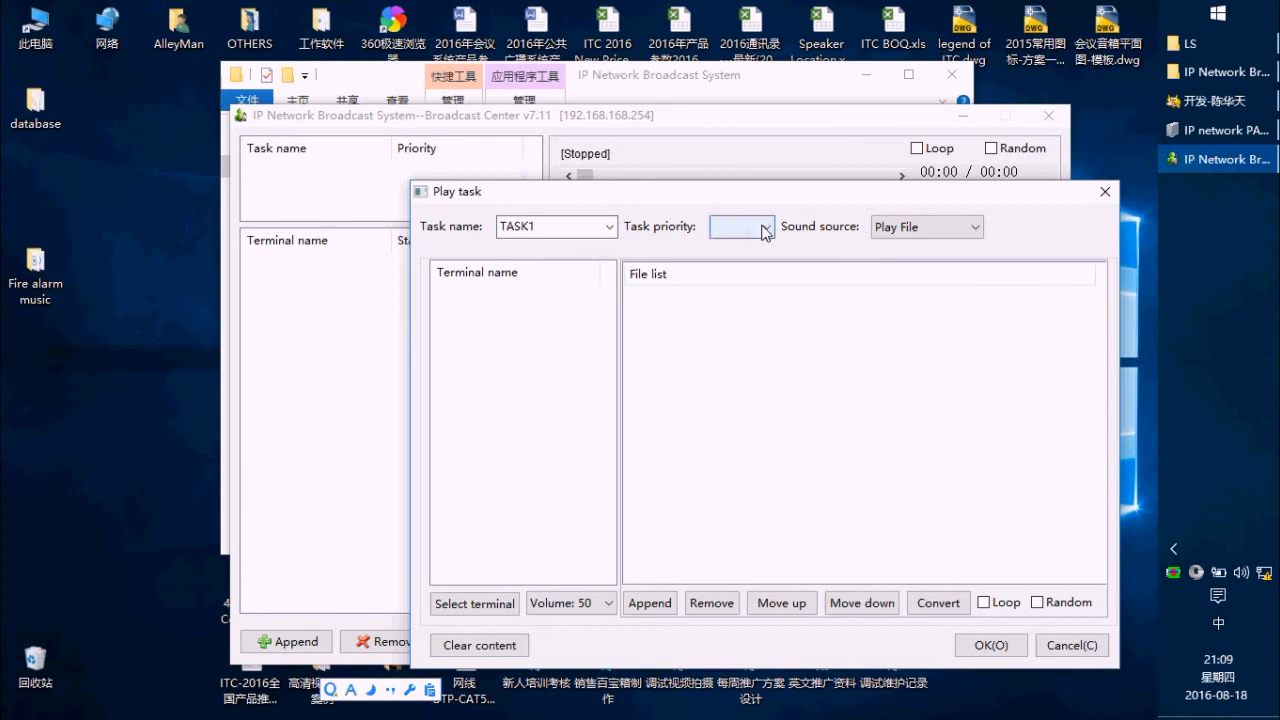 此电脑
网络
AlleyMan
OTHERS
工作软件
360极速浏览器
2016年会议
2016年公共
ITC 2016
2016年产品
2016通讯录
Speaker
ITC BOQ.xls
legend of
ITC.dwg
2015常用图
标-方案一...
会议音箱平面
图-模板.dwg
LS
IP Network Br...
开发-陈华天
IP network PA...
IP Network Br...
database
Fire alarm
music
回收站
快捷工具
应用程序工具
IP Network Broadcast System
文件
主页
共享
查看
管理
管理
IP Network Broadcast System--Broadcast Center v7.11 [192.168.168.254]
Task name
Priority
[Stopped]
Loop
Random
00:00 / 00:00
Terminal name
Play task
Task name:
TASK1
Task priority:
Sound source:
Play File
Terminal name
File list
Select terminal
Volume: 50
Append
Remove
Move up
Move down
Convert
Loop
Random
Clear content
OK(O)
Cancel(C)
Append
ITC-2016全
国产品推...
网线
UTP-CAT5...
新人培训考核
销售百宝箱制
作
调试视频拍摄
每周推广方案
设计
英文推广资料
调试维护记录
中
21:09
星期四
2016-08-18